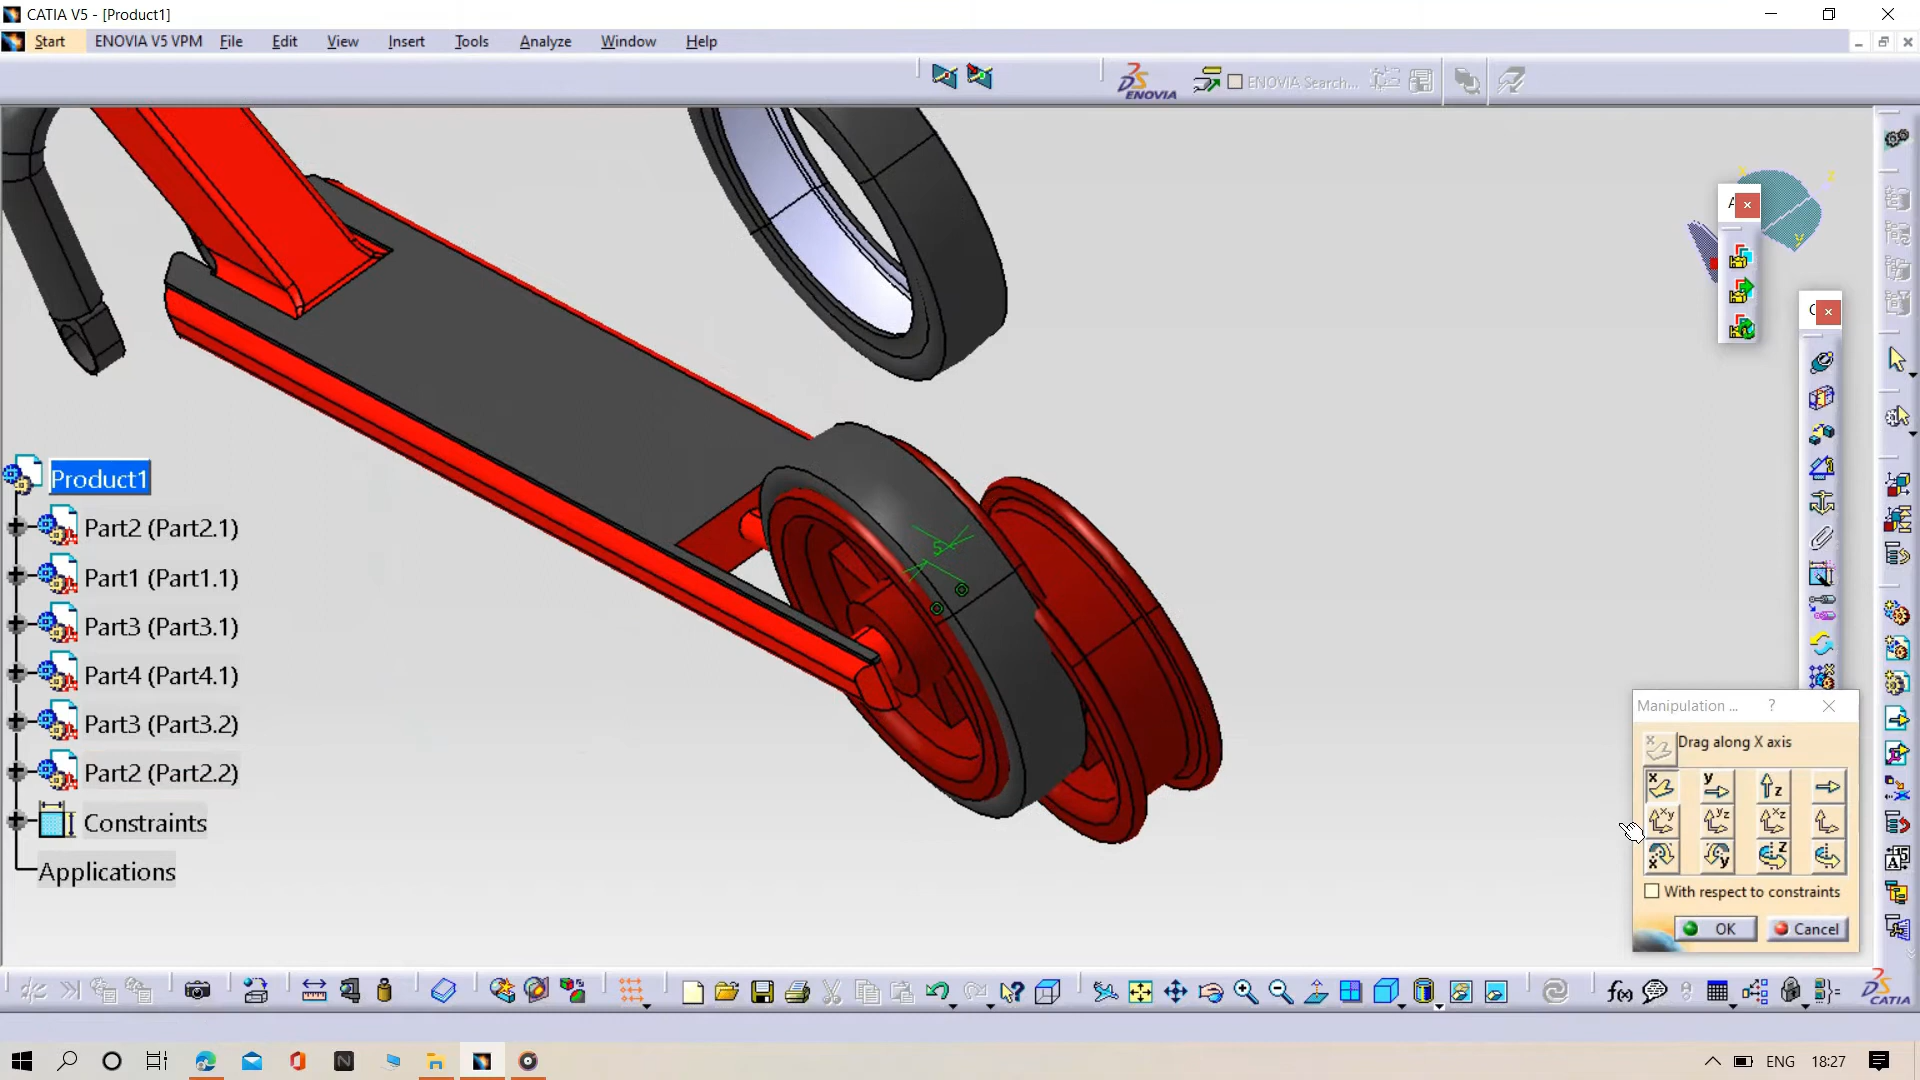 CATIA V5 - [Product1]
Start ENOVIA V5 VPM File Edit View Insert Tools Analyze Window Help
ENOVIA
ENOVIA Search...
Product1
Part2 (Part2.1)
Part1 (Part1.1)
Part3 (Part3.1)
Part4 (Part4.1)
Part3 (Part3.2)
Part2 (Part2.2)
Constraints
Applications
Manipulation ... ?
Drag along X axis
With respect to constraints
OK Cancel
CATIA
ENG 18:27